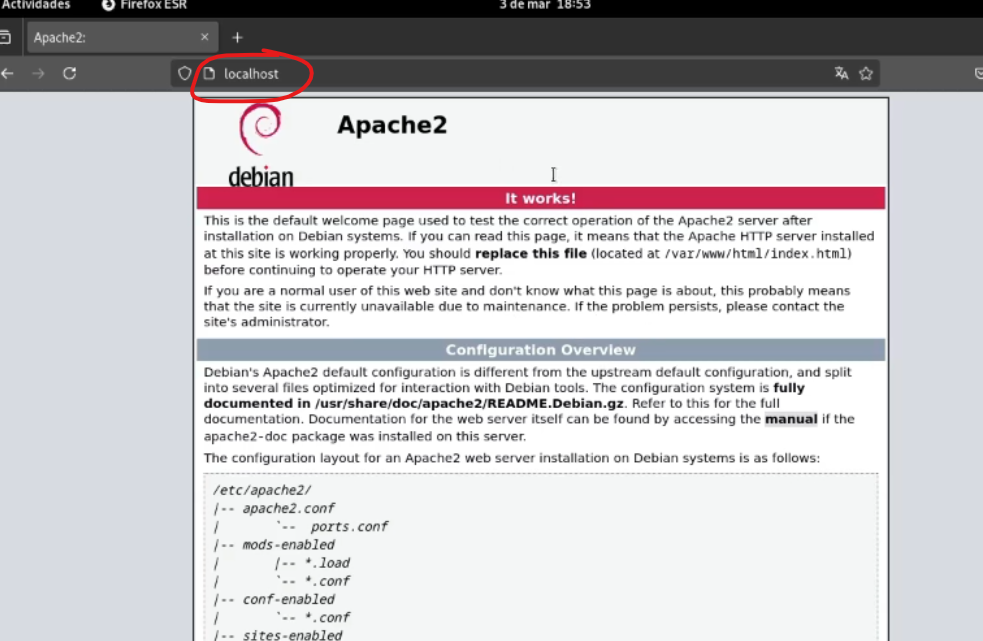 Actividades Firefox ESR 3 de mar 18:53
Apache2: × +
localhost
Apache2
debian
It works!
This is the default welcome page used to test the correct operation of the Apache2 server after
installation on Debian systems. If you can read this page, it means that the Apache HTTP server installed
at this site is working properly. You should replace this file (located at /var/www/html/index.html)
before continuing to operate your HTTP server.
If you are a normal user of this web site and don't know what this page is about, this probably means
that the site is currently unavailable due to maintenance. If the problem persists, please contact the
site's administrator.
Configuration Overview
Debian's Apache2 default configuration is different from the upstream default configuration, and split
into several files optimized for interaction with Debian tools. The configuration system is fully
documented in /usr/share/doc/apache2/README.Debian.gz. Refer to this for the full
documentation. Documentation for the web server itself can be found by accessing the manual if the
apache2-doc package was installed on this server.
The configuration layout for an Apache2 web server installation on Debian systems is as follows:
/etc/apache2/
|-- apache2.conf
|       `--  ports.conf
|-- mods-enabled
|       |-- *.load
|       `-- *.conf
|-- conf-enabled
|       `-- *.conf
|-- sites-enabled